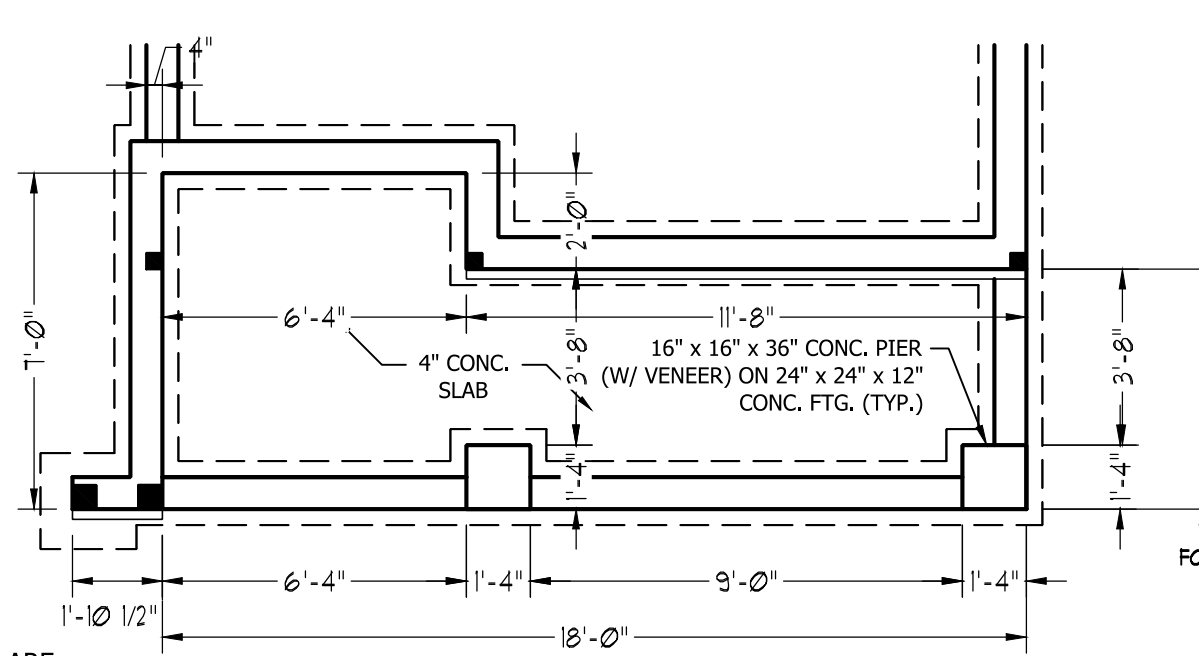 4"
2'-0"
7'-0"
6'-4"
11'-8"
4" CONC.
SLAB
3'-8"
16" x 16" x 36" CONC. PIER
(W/ VENEER) ON 24" x 24" x 12"
CONC. FTG. (TYP.)
3'-8"
1'-4"
1'-4"
FO
6'-4"
1'-4"
9'-0"
1'-4"
1'-10 1/2"
18'-0"